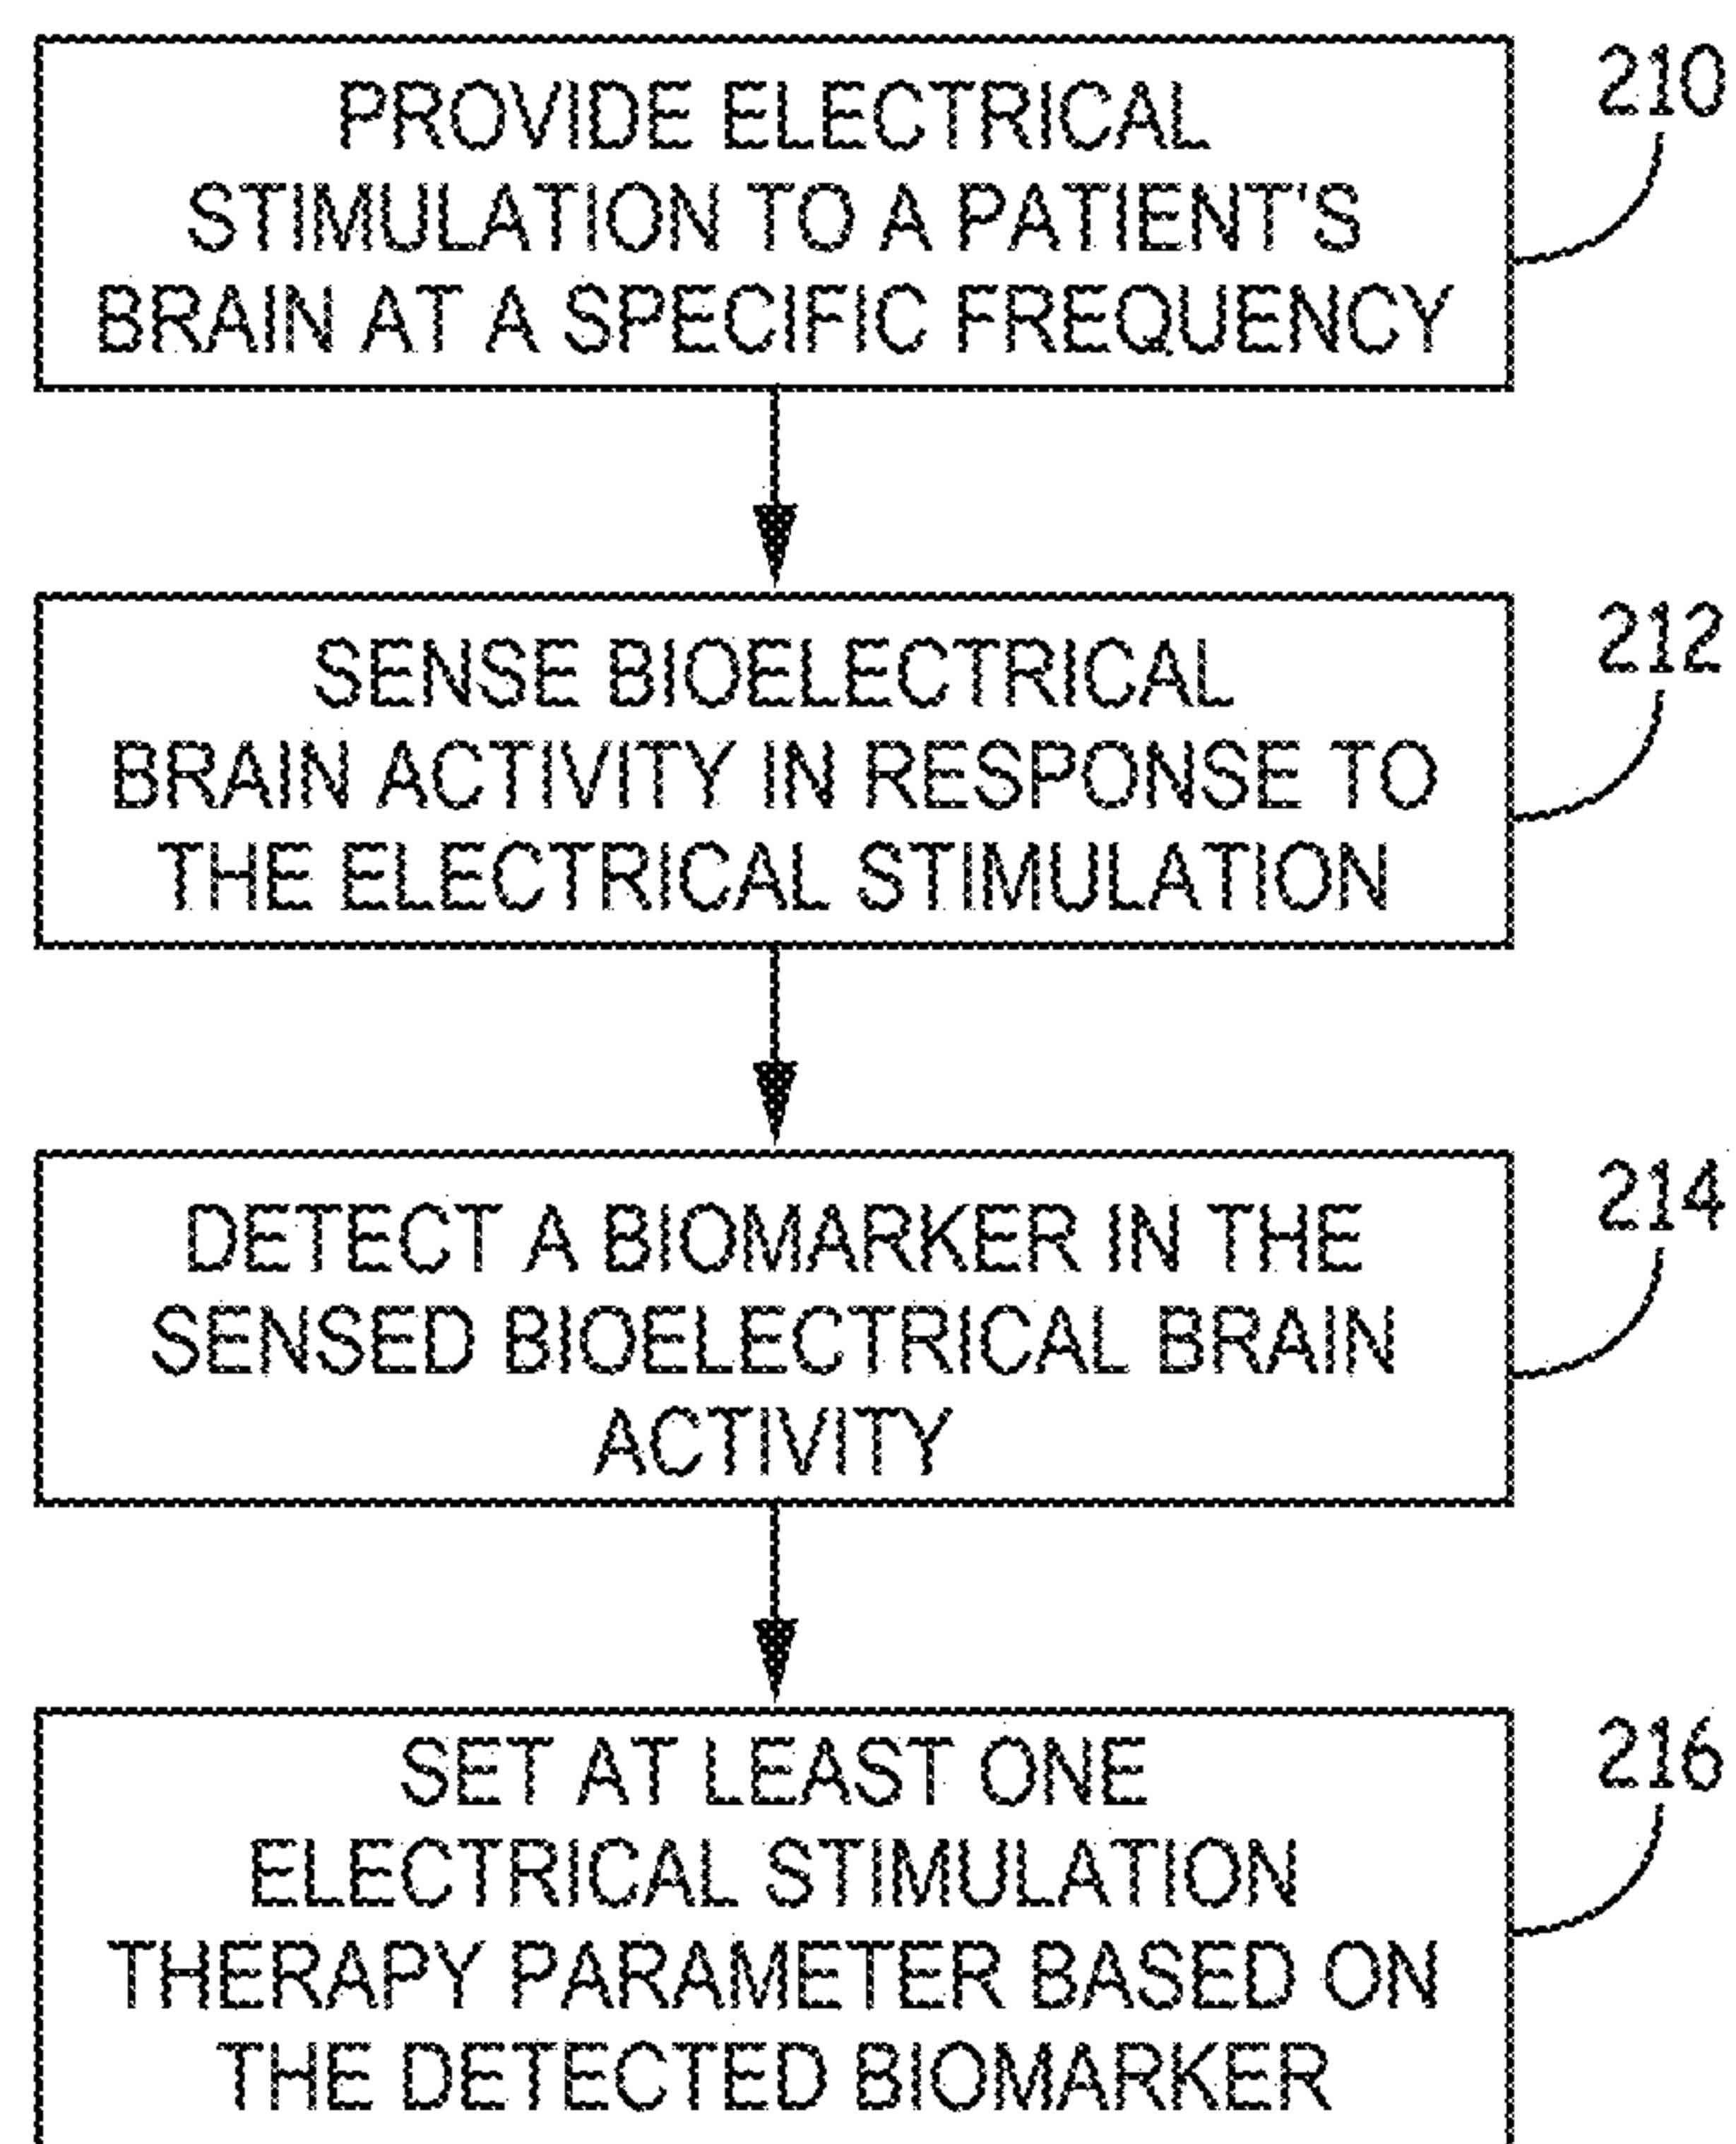 PROVIDE ELECTRICAL
STIMULATION TO A PATIENT'S
BRAIN AT A SPECIFIC FREQUENCY
210
SENSE BIOELECTRICAL
BRAIN ACTIVITY IN RESPONSE TO
THE ELECTRICAL STIMULATION
212
DETECT A BIOMARKER IN THE
SENSED BIOELECTRICAL BRAIN
ACTIVITY
214
SET AT LEAST ONE
ELECTRICAL STIMULATION
THERAPY PARAMETER BASED ON
THE DETECTED BIOMARKER
216